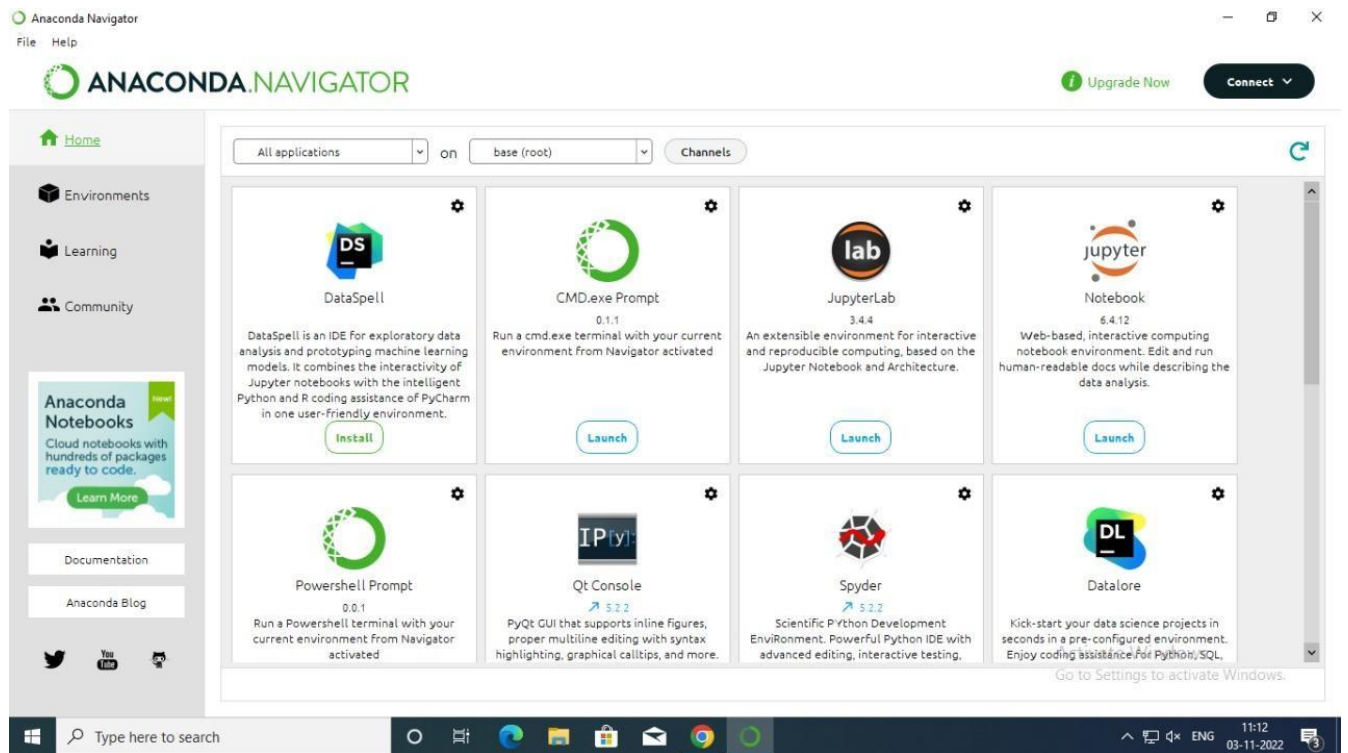 Anaconda Navigator
File Help
ANACONDA.NAVIGATOR
Upgrade Now
Connect
Home
Environments
Learning
Community
Anaconda
Notebooks
New!
Cloud notebooks with
hundreds of packages
ready to code.
Learn More
Documentation
Anaconda Blog
You
Tube
All applications
on
base (root)
Channels
DS
DataSpell
DataSpell is an IDE for exploratory data
analysis and prototyping machine learning
models. It combines the interactivity of
Jupyter notebooks with the intelligent
Python and R coding assistance of PyCharm
in one user-friendly environment.
Install
CMD.exe Prompt
0.1.1
Run a cmd.exe terminal with your current
environment from Navigator activated
Launch
lab
JupyterLab
3.4.4
An extensible environment for interactive
and reproducible computing, based on the
Jupyter Notebook and Architecture.
Launch
jupyter
Notebook
6.4.12
Web-based, interactive computing
notebook environment. Edit and run
human-readable docs while describing the
data analysis.
Launch
Powershell Prompt
0.0.1
Run a Powershell terminal with your
current environment from Navigator
activated
IP[y]:
Qt Console
5.2.2
PyQt GUI that supports inline figures,
proper multiline editing with syntax
highlighting, graphical calltips, and more.
Spyder
5.2.2
Scientific PYthon Development
EnviRonment. Powerful Python IDE with
advanced editing, interactive testing,
DL
Datalore
Kick-start your data science projects in
seconds in a pre-configured environment.
Enjoy coding assistance for Python, SQL,
Activate Windows
Go to Settings to activate Windows.
Type here to search
ENG
11:12
03-11-2022
3